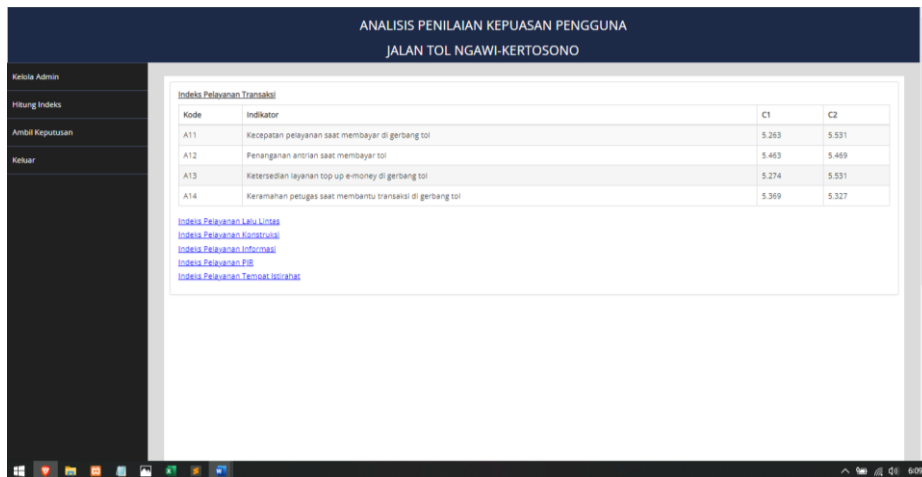 ANALISIS PENILAIAN KEPUASAN PENGGUNA
JALAN TOL NGAWI-KERTOSONO
Kelola Admin
Hitung Indeks
Ambil Keputusan
Keluar
Indeks Pelayanan Transaksi
Kode Indikator C1 C2
A11 Kecepatan pelayanan saat membayar di gerbang tol 5.263 5.531
A12 Penanganan antrian saat membayar tol 5.463 5.469
A13 Ketersedian layanan top up e-money di gerbang tol 5.274 5.531
A14 Keramahan petugas saat membantu transaksi di gerbang tol 5.369 5.327
Indeks Pelayanan Lalu Lintas
Indeks Pelayanan Konstruksi
Indeks Pelayanan Informasi
Indeks Pelayanan PJR
Indeks Pelayanan Tempat Istirahat
6:09